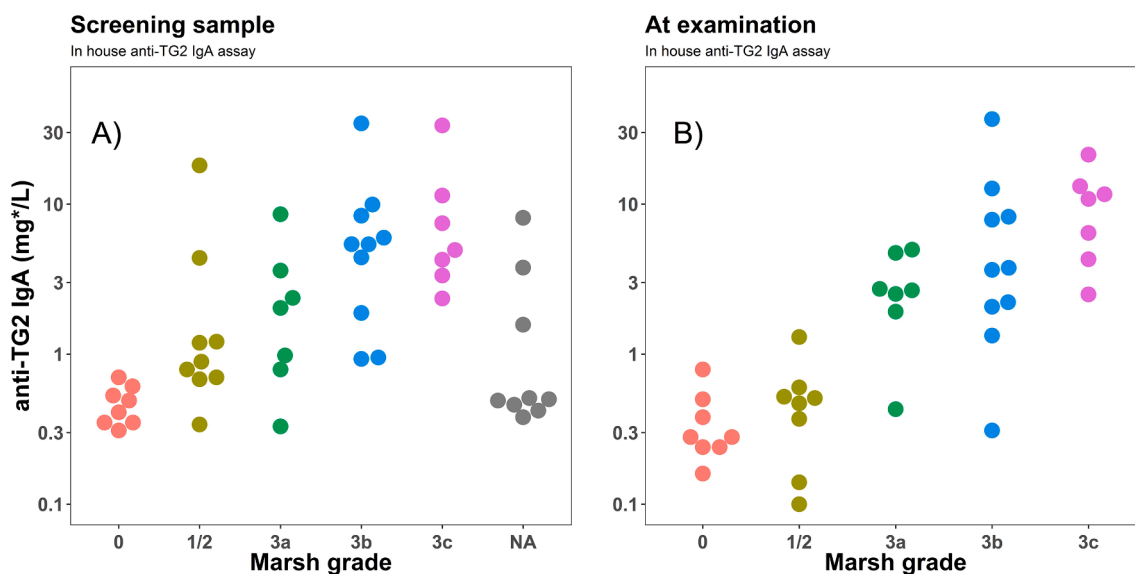 Screening sample
In house anti-TG2 IgA assay
A)
anti-TG2 IgA (mg*/L)
30
10
3
1
0.3
0.1
0 1/2 3a 3b 3c NA
Marsh grade
At examination
In house anti-TG2 IgA assay
B)
30
10
3
1
0.3
0.1
0 1/2 3a 3b 3c
Marsh grade